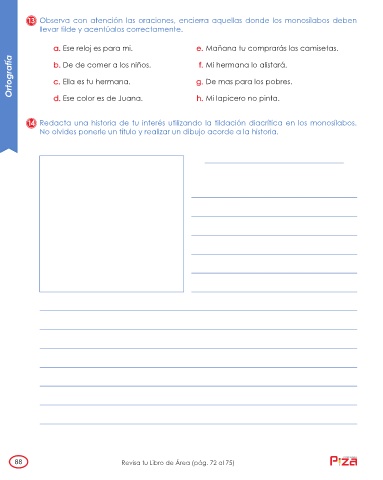 Ortografía
13 Observa con atención las oraciones, encierra aquellas donde los monosílabos deben
llevar tilde y acentúalos correctamente.
a. Ese reloj es para mi.
b. De de comer a los niños.
c. Ella es tu hermana.
d. Ese color es de Juana.
e. Mañana tu comprarás las camisetas.
f. Mi hermana lo alistará.
g. De mas para los pobres.
h. Mi lapicero no pinta.
14 Redacta una historia de tu interés utilizando la tildación diacrítica en los monosílabos.
No olvides ponerle un título y realizar un dibujo acorde a la historia.
88
Revisa tu Libro de Área (pág. 72 al 75)